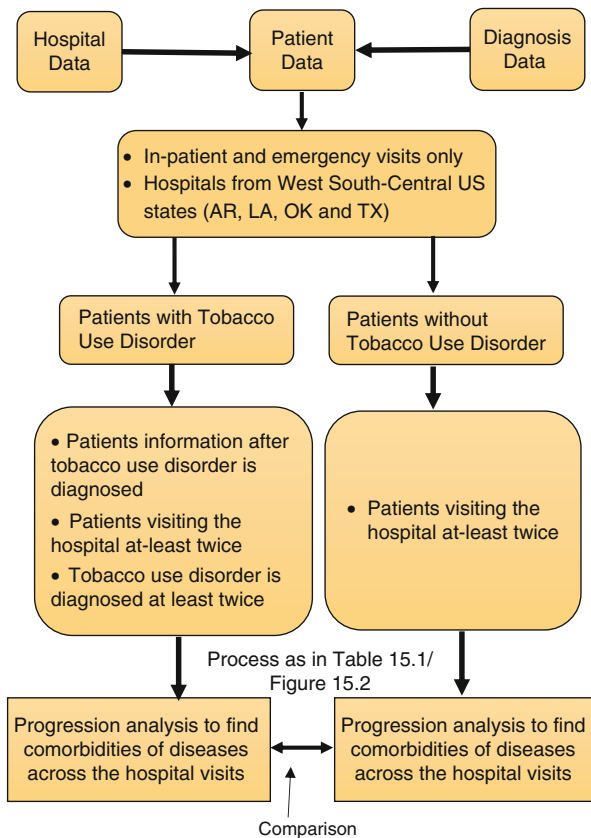 Hospital
Data
Patient
Data
Diagnosis
Data
• In-patient and emergency visits only
• Hospitals from West South-Central US
states (AR, LA, OK and TX)
Patients with Tobacco
Use Disorder
Patients without
Tobacco Use Disorder
• Patients information after
tobacco use disorder is
diagnosed
• Patients visiting the
hospital at-least twice
• Tobacco use disorder is
diagnosed at least twice
• Patients visiting the
hospital at-least twice
Process as in Table 15.1/
Figure 15.2
Progression analysis to find
comorbidities of diseases
across the hospital visits
Progression analysis to find
comorbidities of diseases
across the hospital visits
Comparison